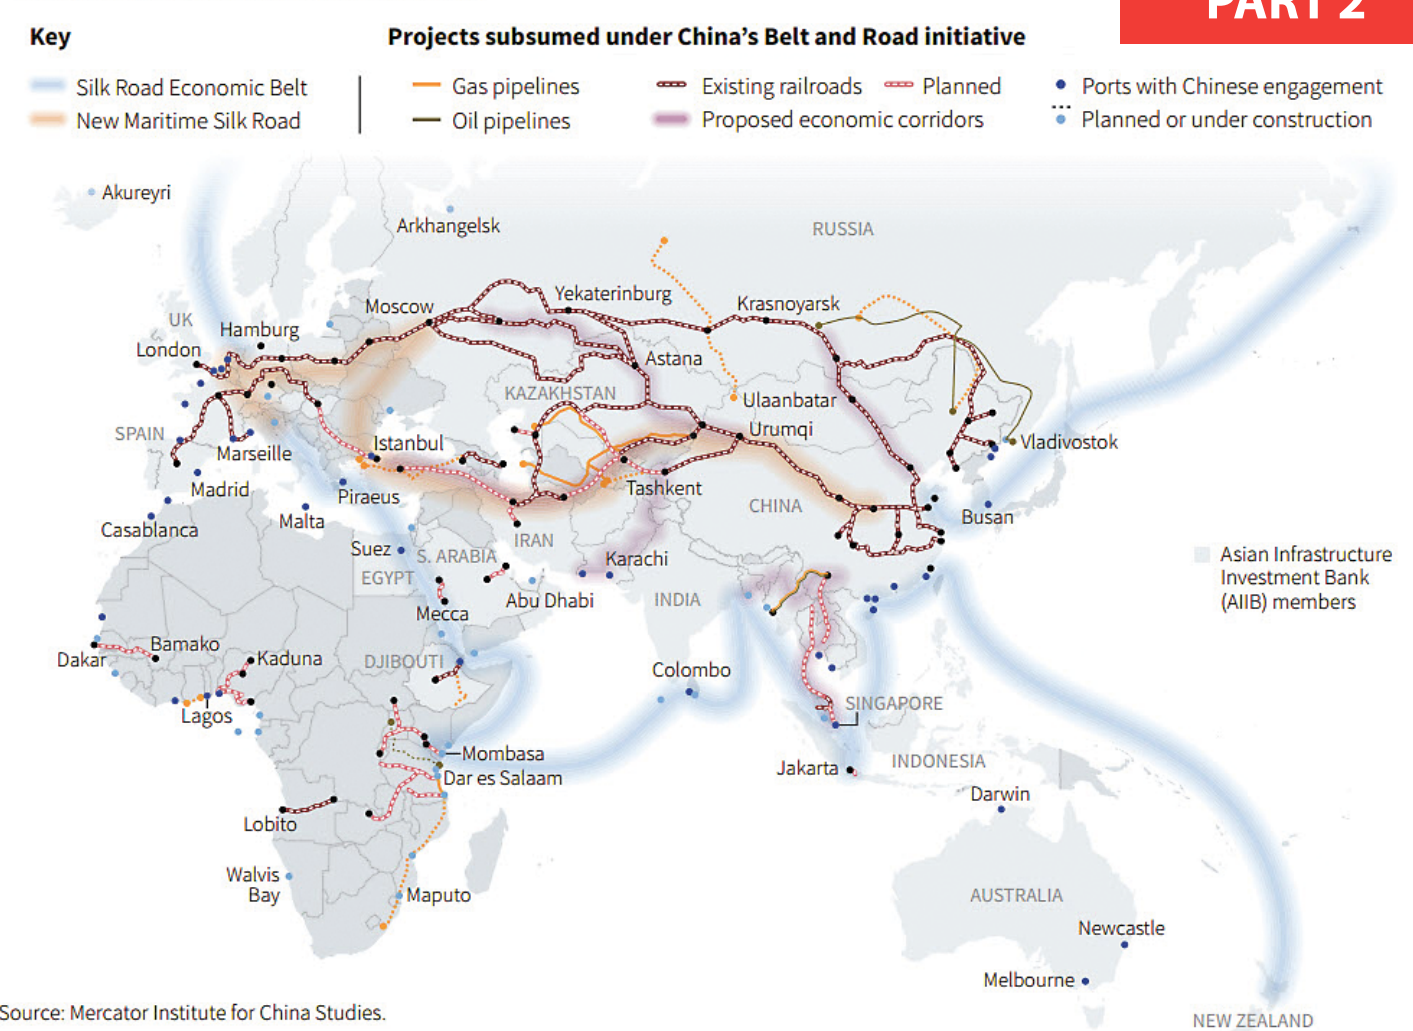 PART 2
Key
Projects subsumed under China's Belt and Road initiative
Silk Road Economic Belt
New Maritime Silk Road
Gas pipelines
Oil pipelines
Existing railroads
Planned
Proposed economic corridors
Ports with Chinese engagement
Planned or under construction
Akureyri
Arkhangelsk
RUSSIA
Yekaterinburg
Krasnoyarsk
Moscow
UK
Hamburg
London
Astana
KAZAKHSTAN
Ulaanbatar
Urumqi
SPAIN
Istanbul
Vladivostok
Marseille
Madrid
Piraeus
Tashkent
CHINA
Busan
Casablanca
Malta
IRAN
Suez
S. ARABIA
Karachi
EGYPT
Asian Infrastructure
Investment Bank
(AIIB) members
Mecca
Abu Dhabi
INDIA
Bamako
Dakar
Kaduna
DJIBOUTI
Colombo
Lagos
SINGAPORE
Mombasa
Dar es Salaam
Jakarta
INDONESIA
Darwin
Lobito
Walvis
Bay
Maputo
AUSTRALIA
Newcastle
Melbourne
Source: Mercator Institute for China Studies.
NEW ZEALAND